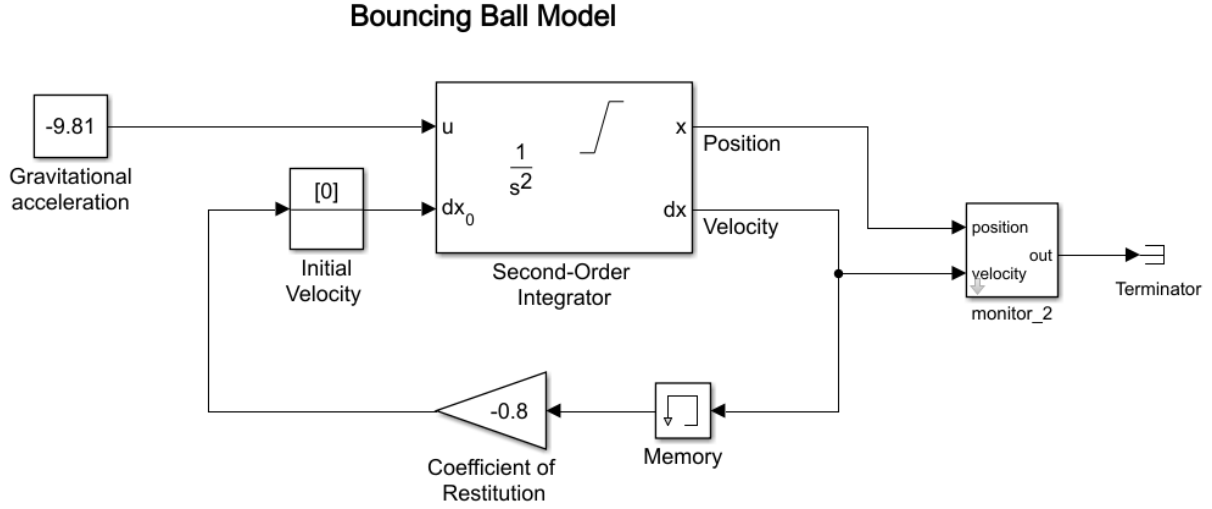 Bouncing Ball Model
-9.81
Gravitational
acceleration
[0]
Initial
Velocity
u
dx₀
1
s²
x
dx
Second-Order
Integrator
Position
Velocity
position
velocity
out
monitor_2
Terminator
-0.8
Coefficient of
Restitution
Memory